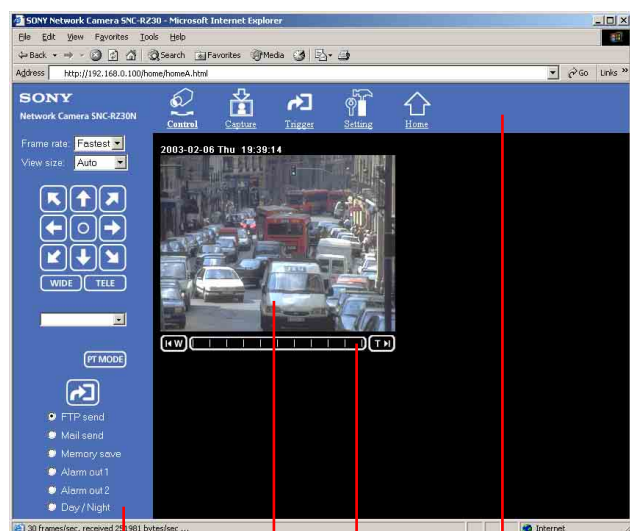 SONY Network Camera SNC-RZ30 - Microsoft Internet Explorer
File Edit View Favorites Tools Help
Back Search Favorites Media
Address http://192.168.0.100/home/homeA.html Go Links »
SONY
Network Camera SNC-RZ30N
Control Capture Trigger Setting Home
Frame rate: Fastest
View size: Auto
2003-02-06 Thu 19:39:14
WIDE TELE
W T
PT MODE
FTP send
Mail send
Memory save
Alarm out 1
Alarm out 2
Day / Night
30 frames/sec, received 251981 bytes/sec ... Internet